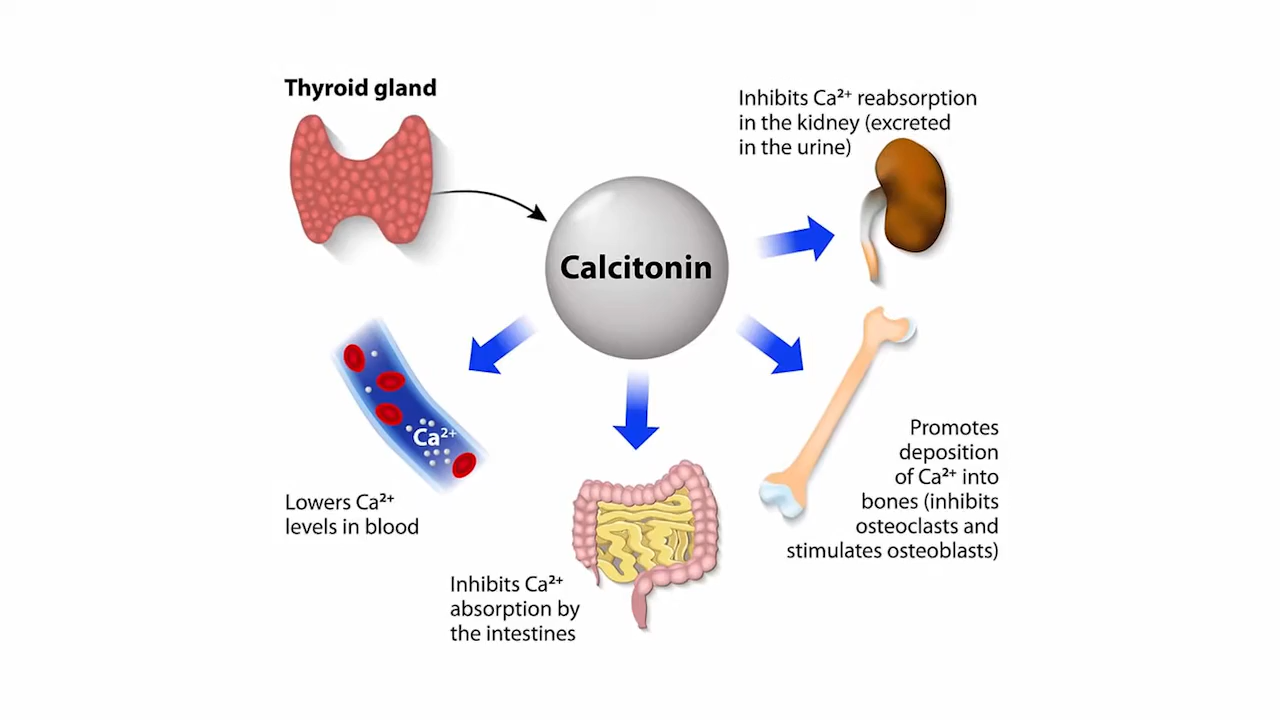 Thyroid gland
Inhibits Ca²⁺ reabsorption
in the kidney (excreted
in the urine)
Calcitonin
Ca²⁺
Lowers Ca²⁺
levels in blood
Promotes
deposition
of Ca²⁺ into
bones (inhibits
osteoclasts and
stimulates osteoblasts)
Inhibits Ca²⁺
absorption by
the intestines